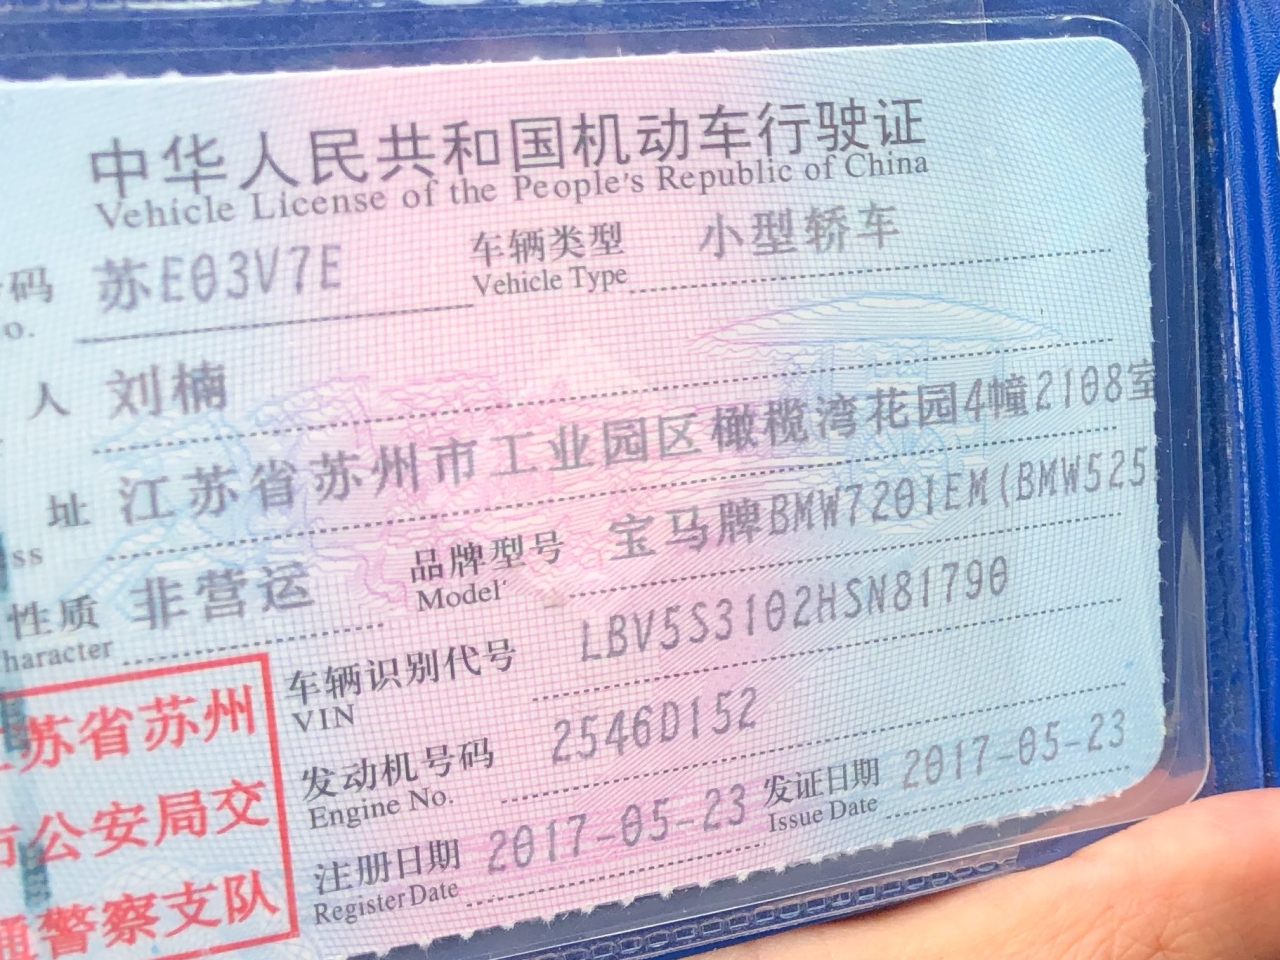 中华人民共和国机动车行驶证
Vehicle License of the People's Republic of China
号码 苏E03V7E 车辆类型 小型轿车
o. Vehicle Type
人 刘楠
址 江苏省苏州市工业园区橄榄湾花园4幢2108室
ss
性质 非营运 品牌型号 宝马牌BMW7201EM(BMW525
haracter Model
车辆识别代号 LBV5S3102HSN81790
VIN
发动机号码 2546D152
Engine No.
注册日期 2017-05-23 发证日期 2017-05-23
Register Date Issue Date
江苏省苏州
市公安局交
通警察支队